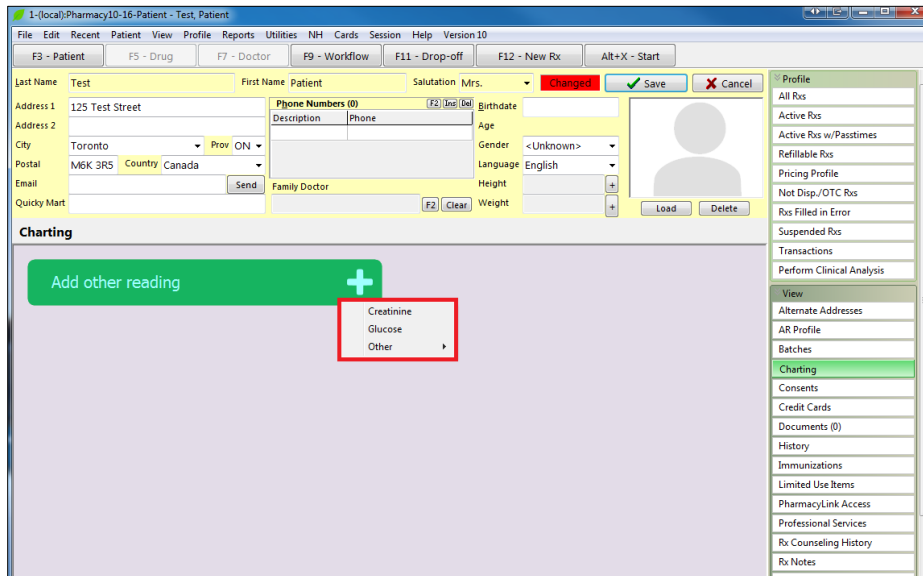 1-(local):Pharmacy10-16-Patient - Test, Patient
File Edit Recent Patient View Profile Reports Utilities NH Cards Session Help Version 10
F3 - Patient F5 - Drug F7 - Doctor F9 - Workflow F11 - Drop-off F12 - New Rx Alt+X - Start
Last Name Test First Name Patient Salutation Mrs. Changed Save Cancel
Address 1 125 Test Street Phone Numbers (0) F2 Ins Del Birthdate
Address 2 Description Phone Age
City Toronto Prov ON Gender <Unknown>
Postal M6K 3R5 Country Canada Language English
Email Send Family Doctor Height +
Quicky Mart F2 Clear Weight + Load Delete
Charting
Add other reading
Creatinine
Glucose
Other
Profile
All Rxs
Active Rxs
Active Rxs w/Passtimes
Refillable Rxs
Pricing Profile
Not Disp./OTC Rxs
Rxs Filled in Error
Suspended Rxs
Transactions
Perform Clinical Analysis
View
Alternate Addresses
AR Profile
Batches
Charting
Consents
Credit Cards
Documents (0)
History
Immunizations
Limited Use Items
PharmacyLink Access
Professional Services
Rx Counseling History
Rx Notes